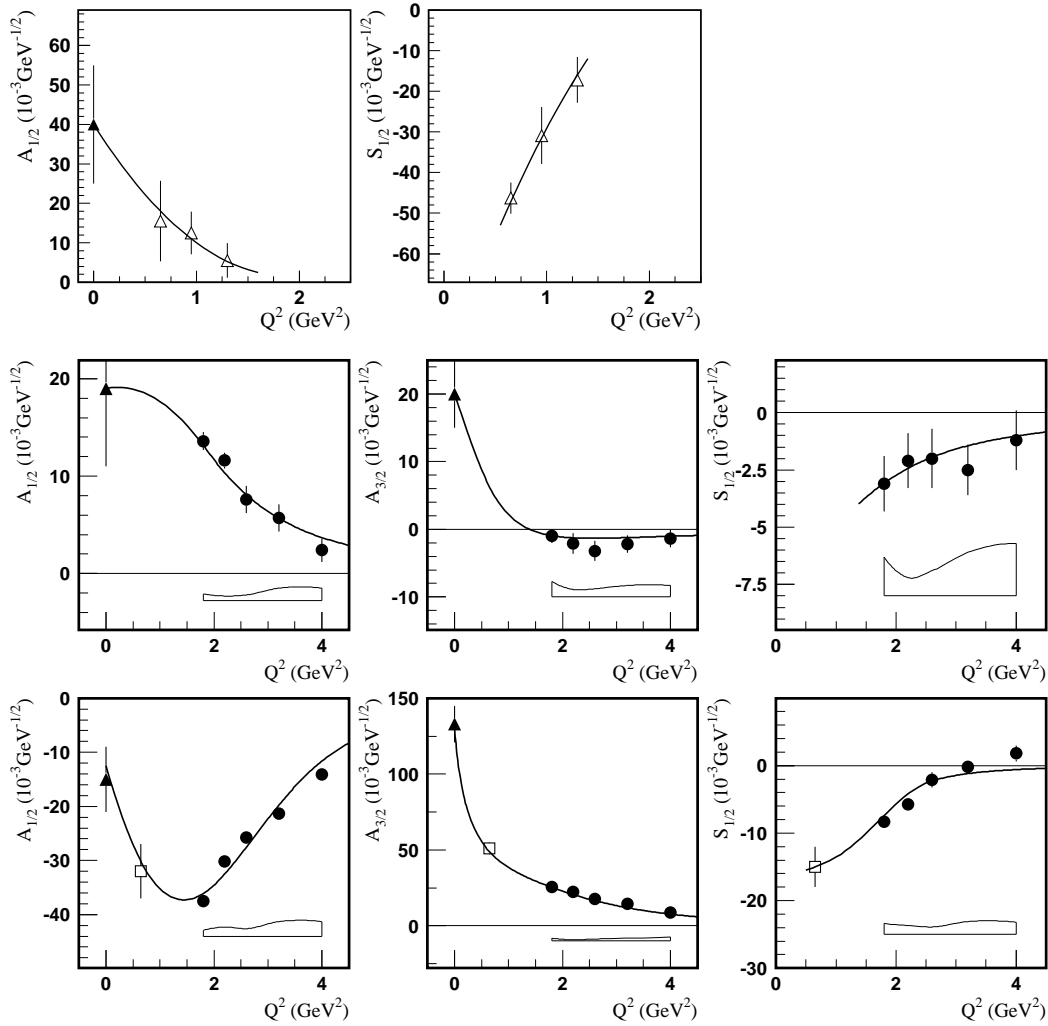 A1/2 (10-3GeV-1/2)
60
50
40
30
20
10
0
0 1 2
Q2 (GeV2)
S1/2 (10-3GeV-1/2)
0
-10
-20
-30
-40
-50
-60
0 1 2
Q2 (GeV2)
A1/2 (10-3GeV-1/2)
20
10
0
0 2 4
Q2 (GeV2)
A3/2 (10-3GeV-1/2)
20
10
0
-10
0 2 4
Q2 (GeV2)
S1/2 (10-3GeV-1/2)
0
-2.5
-5
-7.5
0 2 4
Q2 (GeV2)
A1/2 (10-3GeV-1/2)
0
-10
-20
-30
-40
0 2 4
Q2 (GeV2)
A3/2 (10-3GeV-1/2)
150
100
50
0
0 2 4
Q2 (GeV2)
S1/2 (10-3GeV-1/2)
0
-10
-20
-30
0 2 4
Q2 (GeV2)